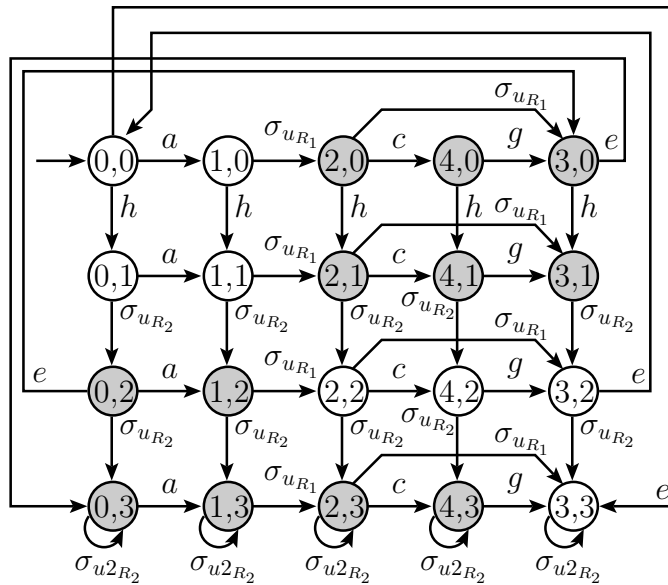 σ_{u_{R_1}}
a σ_{u_{R_1}} c g e
0,0 1,0 2,0 4,0 3,0
h h h h σ_{u_{R_1}} h
a σ_{u_{R_1}} c g
0,1 1,1 2,1 4,1 3,1
σ_{u_{R_2}} σ_{u_{R_2}} σ_{u_{R_2}} σ_{u_{R_2}} σ_{u_{R_2}}
σ_{u_{R_1}}
e a σ_{u_{R_1}} c g e
0,2 1,2 2,2 4,2 3,2
σ_{u_{R_2}} σ_{u_{R_2}} σ_{u_{R_2}} σ_{u_{R_2}} σ_{u_{R_2}}
σ_{u_{R_1}}
a σ_{u_{R_1}} c g e
0,3 1,3 2,3 4,3 3,3
σ_{u2_{R_2}} σ_{u2_{R_2}} σ_{u2_{R_2}} σ_{u2_{R_2}} σ_{u2_{R_2}}